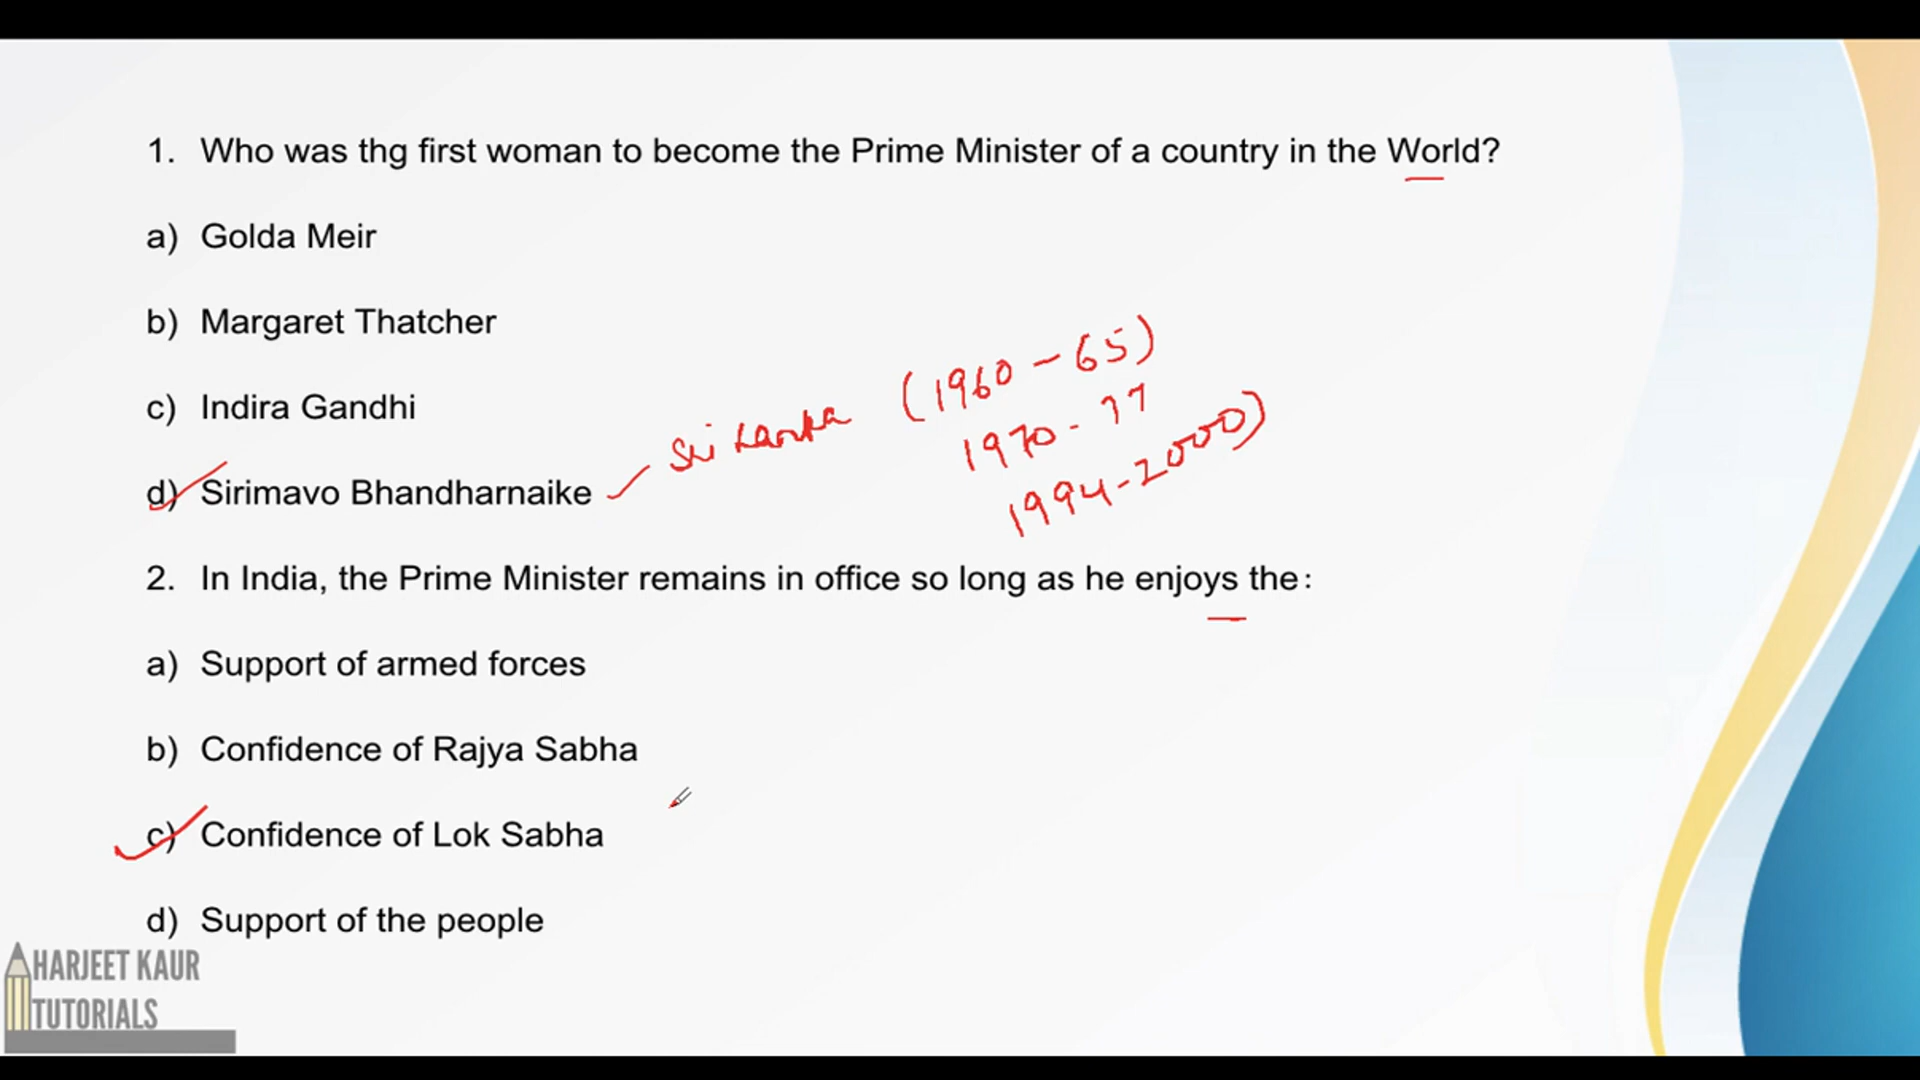 1. Who was thg first woman to become the Prime Minister of a country in the World?
a) Golda Meir
b) Margaret Thatcher
c) Indira Gandhi
d) Sirimavo Bhandharnaike
Sri Lanka (1960-65)
1970-77
1994-2000)
2. In India, the Prime Minister remains in office so long as he enjoys the:
a) Support of armed forces
b) Confidence of Rajya Sabha
c) Confidence of Lok Sabha
d) Support of the people
HARJEET KAUR
TUTORIALS